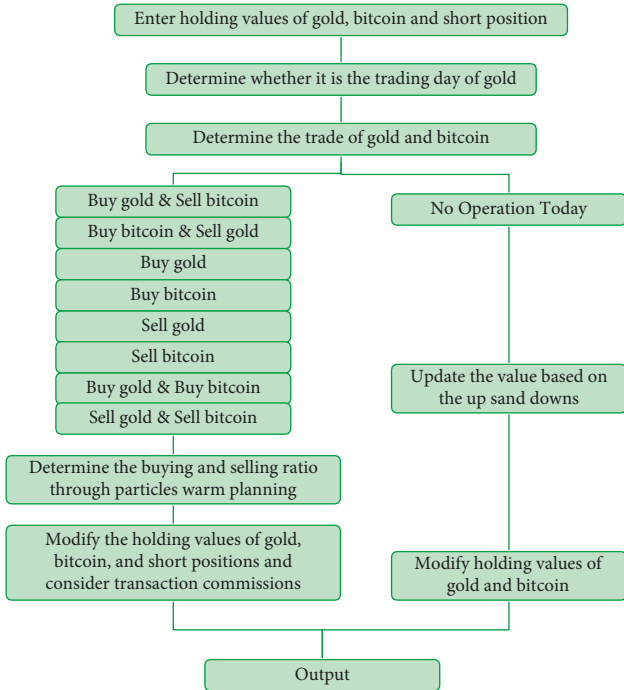 Enter holding values of gold, bitcoin and short position
Determine whether it is the trading day of gold
Determine the trade of gold and bitcoin
Buy gold & Sell bitcoin
Buy bitcoin & Sell gold
Buy gold
Buy bitcoin
Sell gold
Sell bitcoin
Buy gold & Buy bitcoin
Sell gold & Sell bitcoin
Determine the buying and selling ratio
through particles warm planning
Modify the holding values of gold,
bitcoin, and short positions and
consider transaction commissions
No Operation Today
Update the value based on
the up sand downs
Modify holding values of
gold and bitcoin
Output